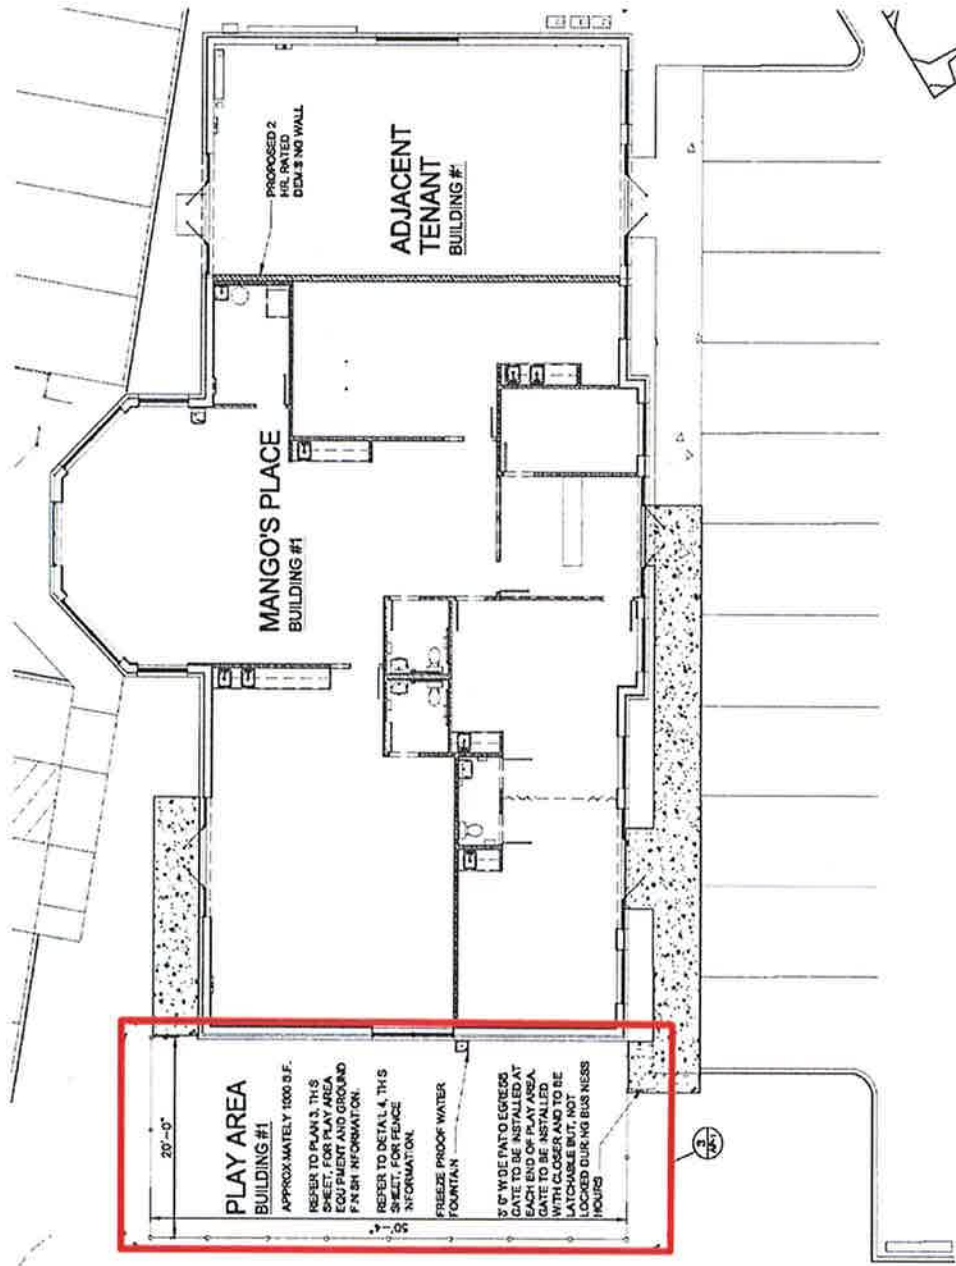 PROPOSED 2
HR. RATED
WALL
ADJACENT
TENANT
BUILDING #1
MANGO'S PLACE
BUILDING #1
20'-0"
50'-4"
PLAY AREA
BUILDING #1
APPROXIMATELY 1000 S.F.
REFER TO PLAN 3, THIS
SHEET, FOR PLAY AREA
EQUIPMENT AND GROUND
FINISH INFORMATION.
REFER TO DETAIL 4, THIS
SHEET, FOR FENCE
INFORMATION.
FREEZE PROOF WATER
FOUNTAIN
WIDE PATIO EGRESS
GATE TO BE INSTALLED AT
EACH END OF PLAY AREA.
GATE TO BE INSTALLED
WITH CLOSER AND TO BE
LATCHABLE BUT, NOT
LOCKED DURING BUSINESS
HOURS
3